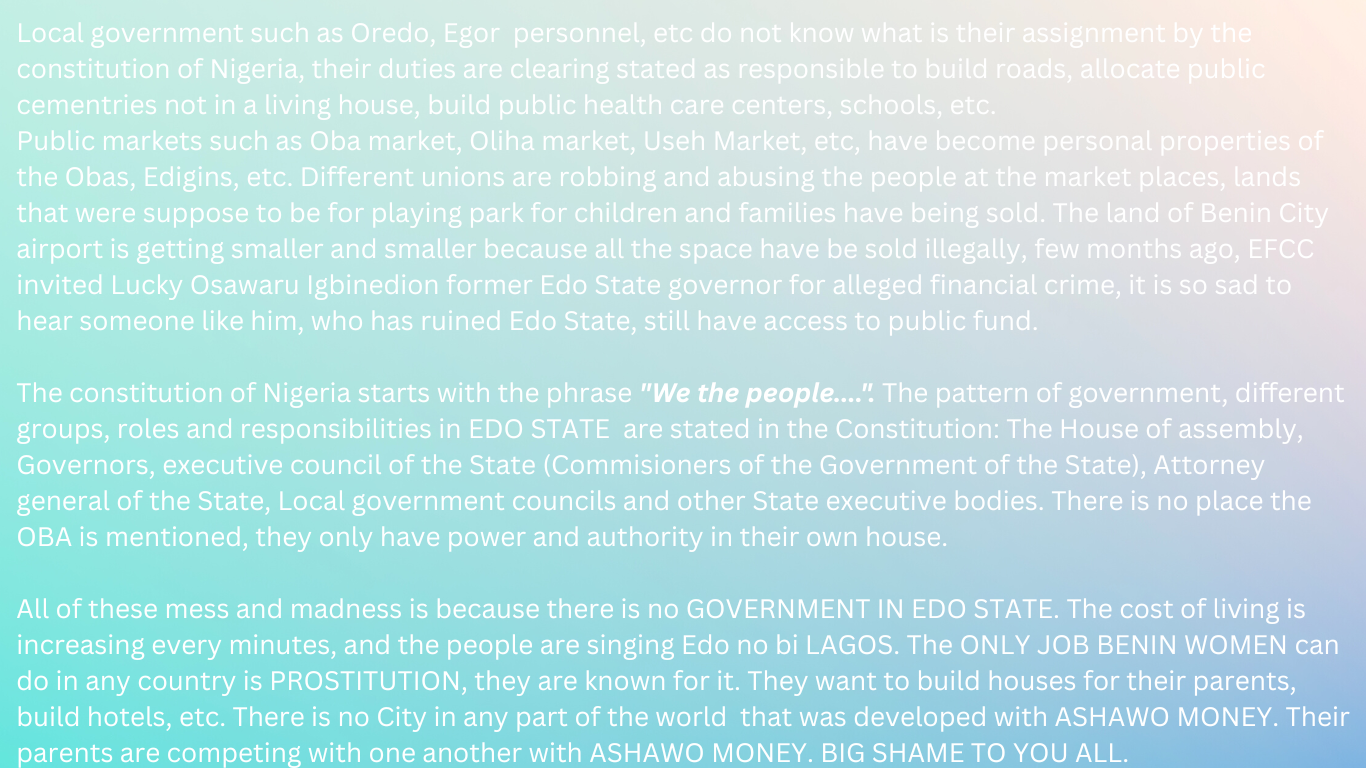 Local government such as Oredo, Egor  personnel, etc do not know what is their assignment by the
constitution of Nigeria, their duties are clearing stated as responsible to build roads, allocate public
cementries not in a living house, build public health care centers, schools, etc.
Public markets such as Oba market, Oliha market, Useh Market, etc, have become personal properties of
the Obas, Edigins, etc. Different unions are robbing and abusing the people at the market places, lands
that were suppose to be for playing park for children and families have being sold. The land of Benin City
airport is getting smaller and smaller because all the space have be sold illegally, few months ago, EFCC
invited Lucky Osawaru Igbinedion former Edo State governor for alleged financial crime, it is so sad to
hear someone like him, who has ruined Edo State, still have access to public fund.
The constitution of Nigeria starts with the phrase "We the people....". The pattern of government, different
groups, roles and responsibilities in EDO STATE  are stated in the Constitution: The House of assembly,
Governors, executive council of the State (Commisioners of the Government of the State), Attorney
general of the State, Local government councils and other State executive bodies. There is no place the
OBA is mentioned, they only have power and authority in their own house.
All of these mess and madness is because there is no GOVERNMENT IN EDO STATE. The cost of living is
increasing every minutes, and the people are singing Edo no bi LAGOS. The ONLY JOB BENIN WOMEN can
do in any country is PROSTITUTION, they are known for it. They want to build houses for their parents,
build hotels, etc. There is no City in any part of the world  that was developed with ASHAWO MONEY. Their
parents are competing with one another with ASHAWO MONEY. BIG SHAME TO YOU ALL.